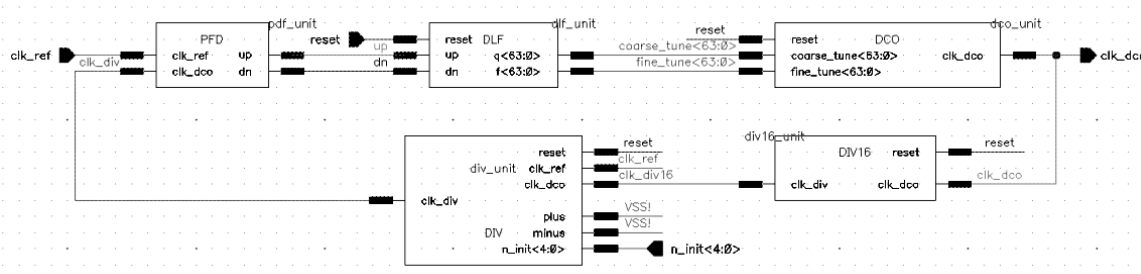 pdf_unit dlf_unit dco_unit
PFD reset reset DLF reset reset DCO
clk_ref clk_ref up up up q<63:0> coarse_tune<63:0> coarse_tune<63:0> clk_dco
clk_div clk_dco dn dn dn f<63:0> fine_tune<63:0> fine_tune<63:0>
div16_unit
reset reset DIV16 reset reset
div_unit clk_ref clk_ref
clk_div clk_dco clk_div16 clk_div clk_dco clk_dco
plus VSS!
DIV minus VSS!
n_init<4:0> n_init<4:0>